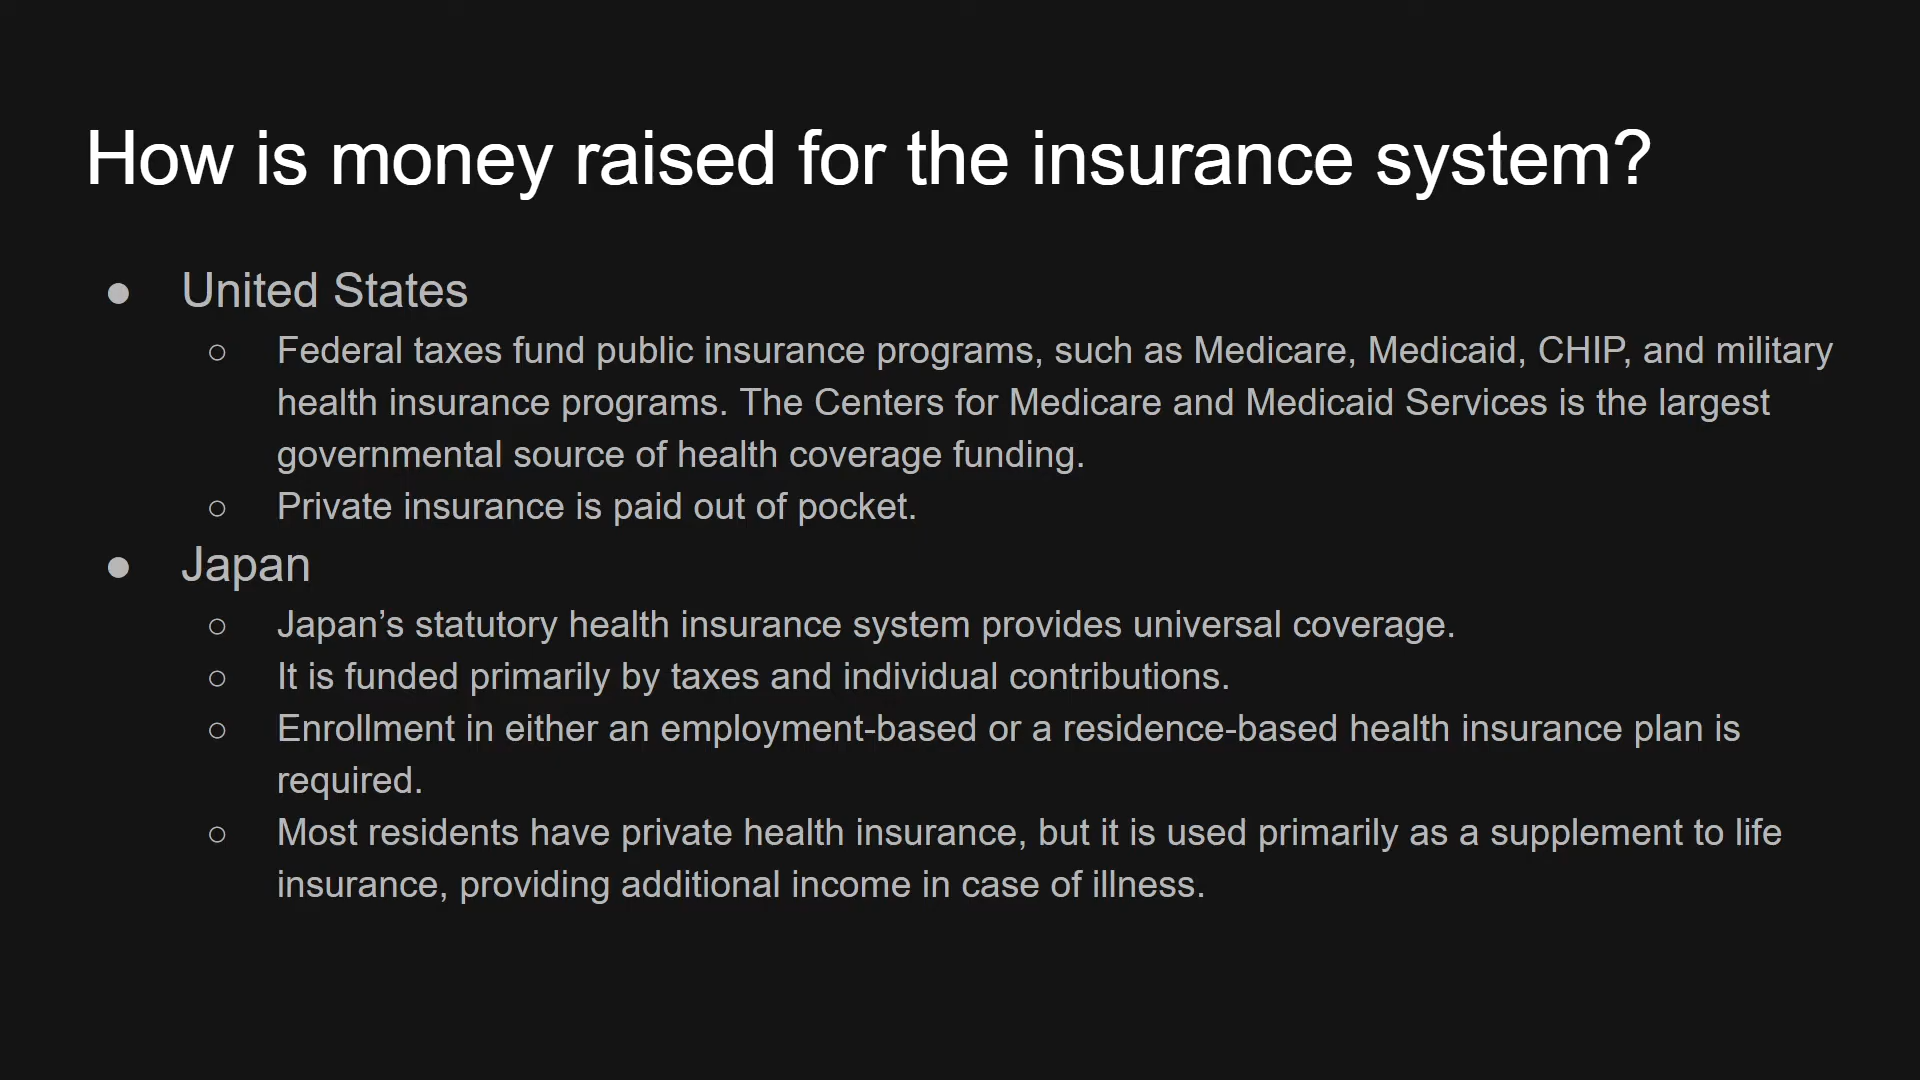 How is money raised for the insurance system?
● United States
○ Federal taxes fund public insurance programs, such as Medicare, Medicaid, CHIP, and military
health insurance programs. The Centers for Medicare and Medicaid Services is the largest
governmental source of health coverage funding.
○ Private insurance is paid out of pocket.
● Japan
○ Japan’s statutory health insurance system provides universal coverage.
○ It is funded primarily by taxes and individual contributions.
○ Enrollment in either an employment-based or a residence-based health insurance plan is
required.
○ Most residents have private health insurance, but it is used primarily as a supplement to life
insurance, providing additional income in case of illness.